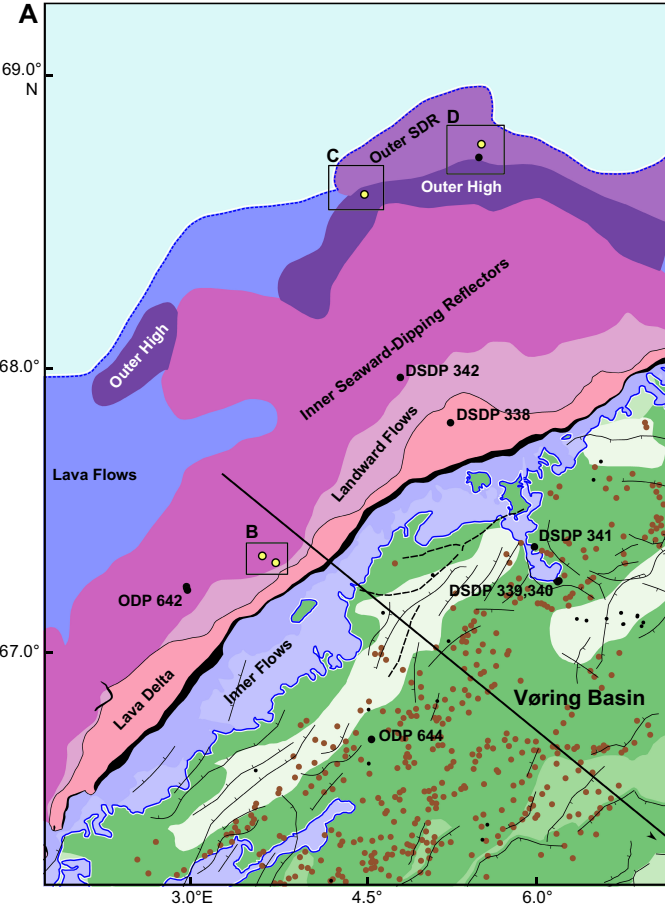 A
69.0°
N
D
C
Outer SDR
Outer High
Inner Seaward-Dipping Reflectors
Outer High
68.0°
DSDP 342
DSDP 338
Landward Flows
Lava Flows
B
DSDP 341
DSDP 339,340
ODP 642
67.0°
Inner Flows
Lava Delta
Vøring Basin
ODP 644
3.0°E
4.5°
6.0°